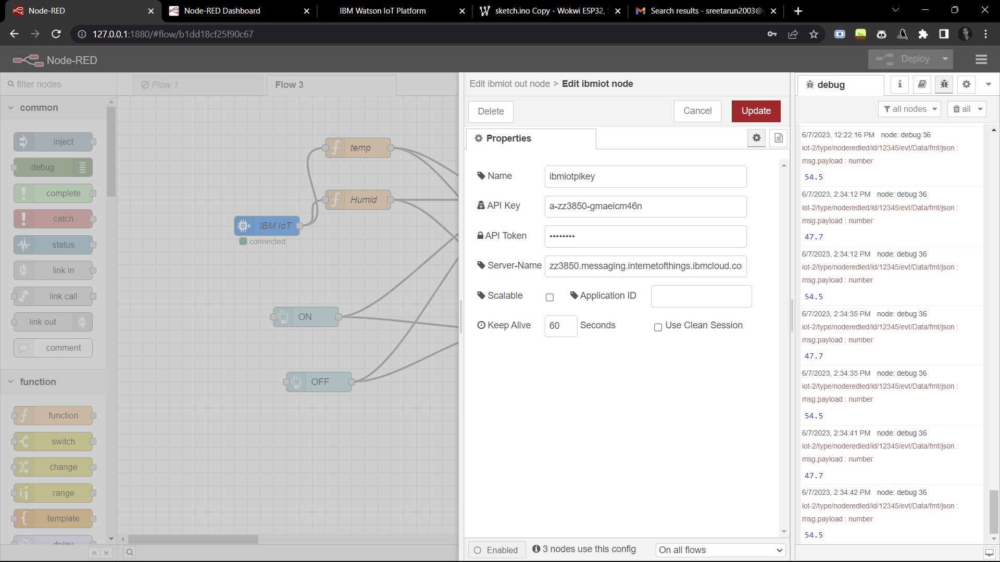 Node-RED
Node-RED Dashboard
IBM Watson IoT Platform
sketch.ino Copy - Wokwi ESP32,
Search results - sreetarun2003@
127.0.0.1:1880/#flow/b1dd18cf25f90c67
Node-RED
Deploy
filter nodes
common
inject
debug
complete
catch
status
link in
link call
link out
comment
function
function
switch
change
range
template
delay
Flow 1
Flow 3
temp
Humid
IBM IoT
connected
ON
OFF
Edit ibmiot out node > Edit ibmiot node
Delete
Cancel
Update
Properties
Name
ibmiotpikey
API Key
a-zz3850-gmaeicm46n
API Token
••••••••
Server-Name
zz3850.messaging.internetofthings.ibmcloud.co
Scalable
Application ID
Keep Alive
60
Seconds
Use Clean Session
Enabled
3 nodes use this config
On all flows
debug
all nodes
all
6/7/2023, 12:22:16 PM node: debug 36
iot-2/type/noderedled/id/12345/evt/Data/fmt/json :
msg.payload : number
54.5
6/7/2023, 2:34:12 PM node: debug 36
iot-2/type/noderedled/id/12345/evt/Data/fmt/json :
msg.payload : number
47.7
6/7/2023, 2:34:12 PM node: debug 36
iot-2/type/noderedled/id/12345/evt/Data/fmt/json :
msg.payload : number
54.5
6/7/2023, 2:34:35 PM node: debug 36
iot-2/type/noderedled/id/12345/evt/Data/fmt/json :
msg.payload : number
47.7
6/7/2023, 2:34:35 PM node: debug 36
iot-2/type/noderedled/id/12345/evt/Data/fmt/json :
msg.payload : number
54.5
6/7/2023, 2:34:41 PM node: debug 36
iot-2/type/noderedled/id/12345/evt/Data/fmt/json :
msg.payload : number
47.7
6/7/2023, 2:34:42 PM node: debug 36
iot-2/type/noderedled/id/12345/evt/Data/fmt/json :
msg.payload : number
54.5